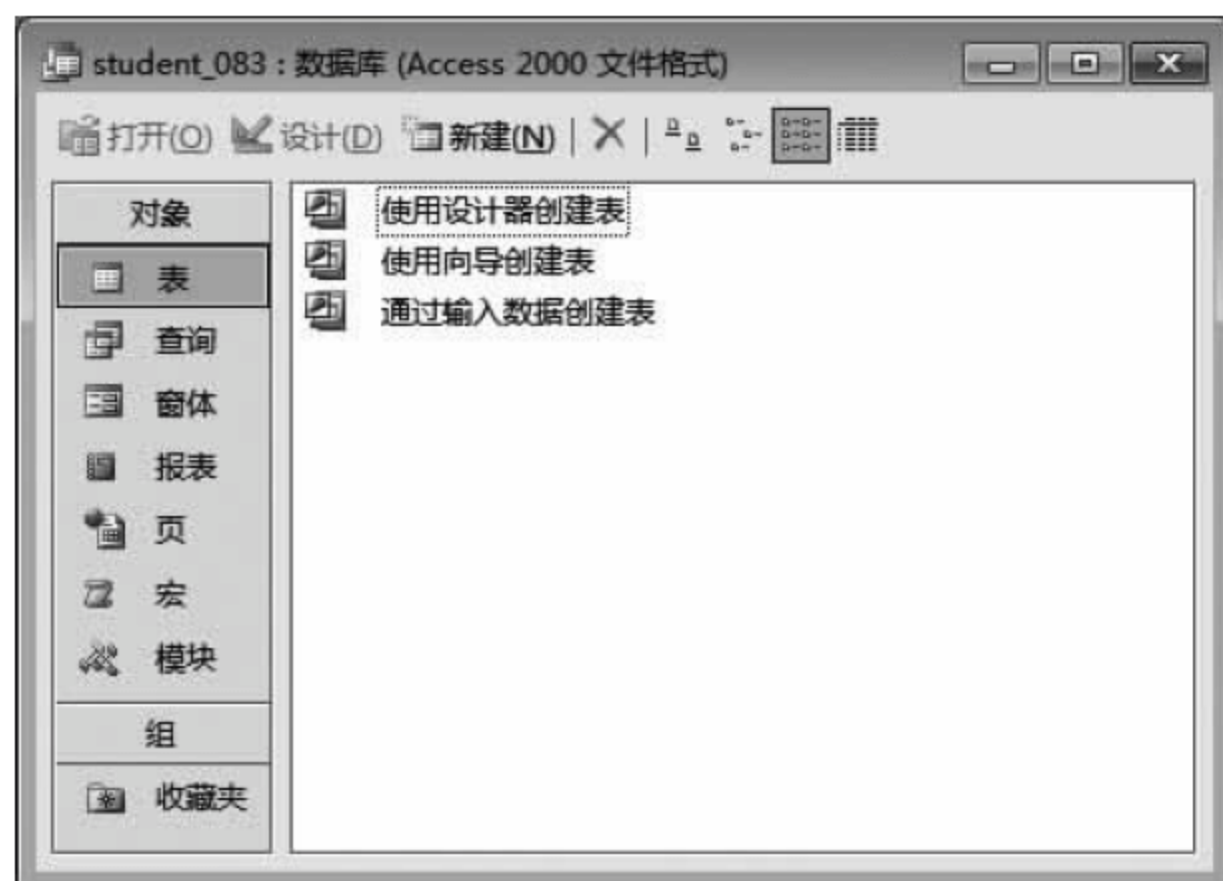 student_083 : 数据库 (Access 2000 文件格式)
打开(O) 设计(D) 新建(N)
对象
表
查询
窗体
报表
页
宏
模块
组
收藏夹
使用设计器创建表
使用向导创建表
通过输入数据创建表